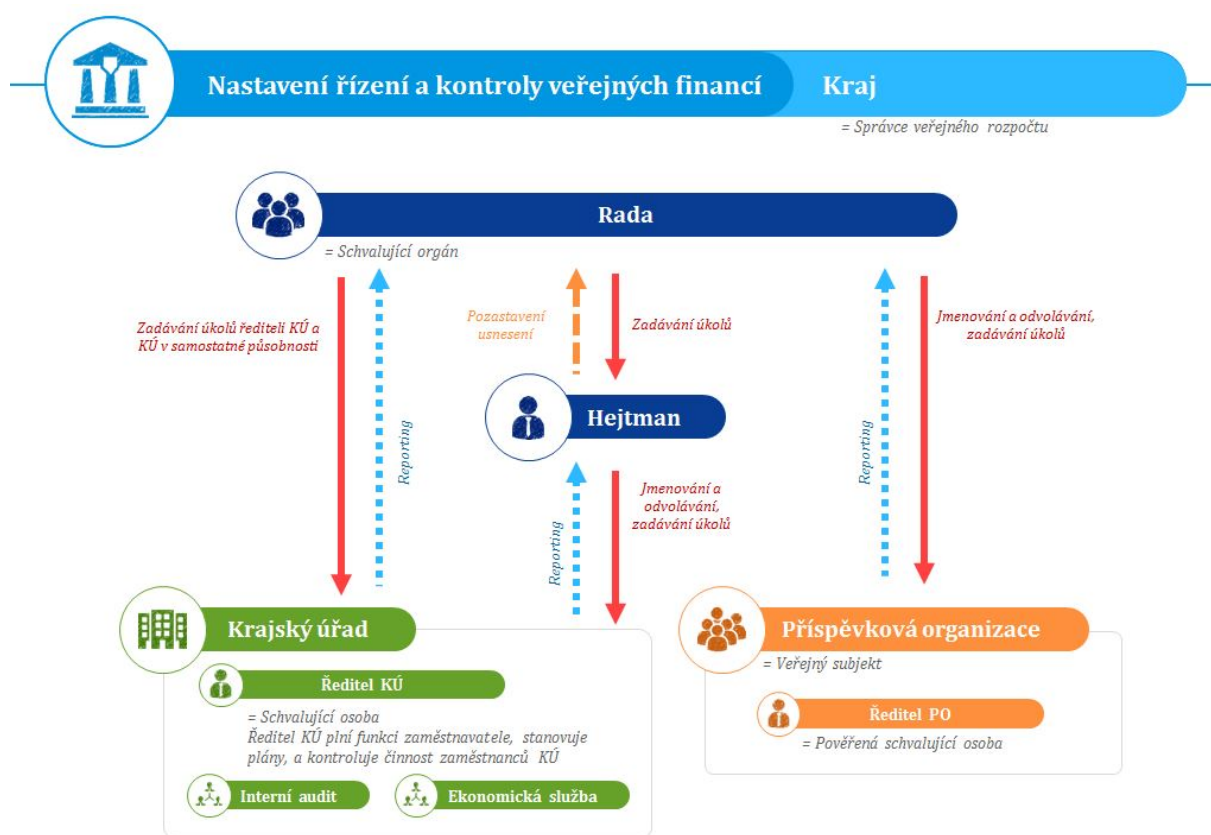 Nastavení řízení a kontroly veřejných financí
Kraj
= Správce veřejného rozpočtu
Rada
= Schvalující orgán
Zadávání úkolů řediteli KÚ a
KÚ v samostatné působnosti
Reporting
Pozastavení
usnesení
Zadávání úkolů
Reporting
Jmenování a odvolávání,
zadávání úkolů
Hejtman
Reporting
Jmenování a
odvolávání,
zadávání úkolů
Krajský úřad
Ředitel KÚ
= Schvalující osoba
Ředitel KÚ plní funkci zaměstnavatele, stanovuje
plány, a kontroluje činnost zaměstnanců KÚ
Interní audit
Ekonomická služba
Příspěvková organizace
= Veřejný subjekt
Ředitel PO
= Pověřená schvalující osoba